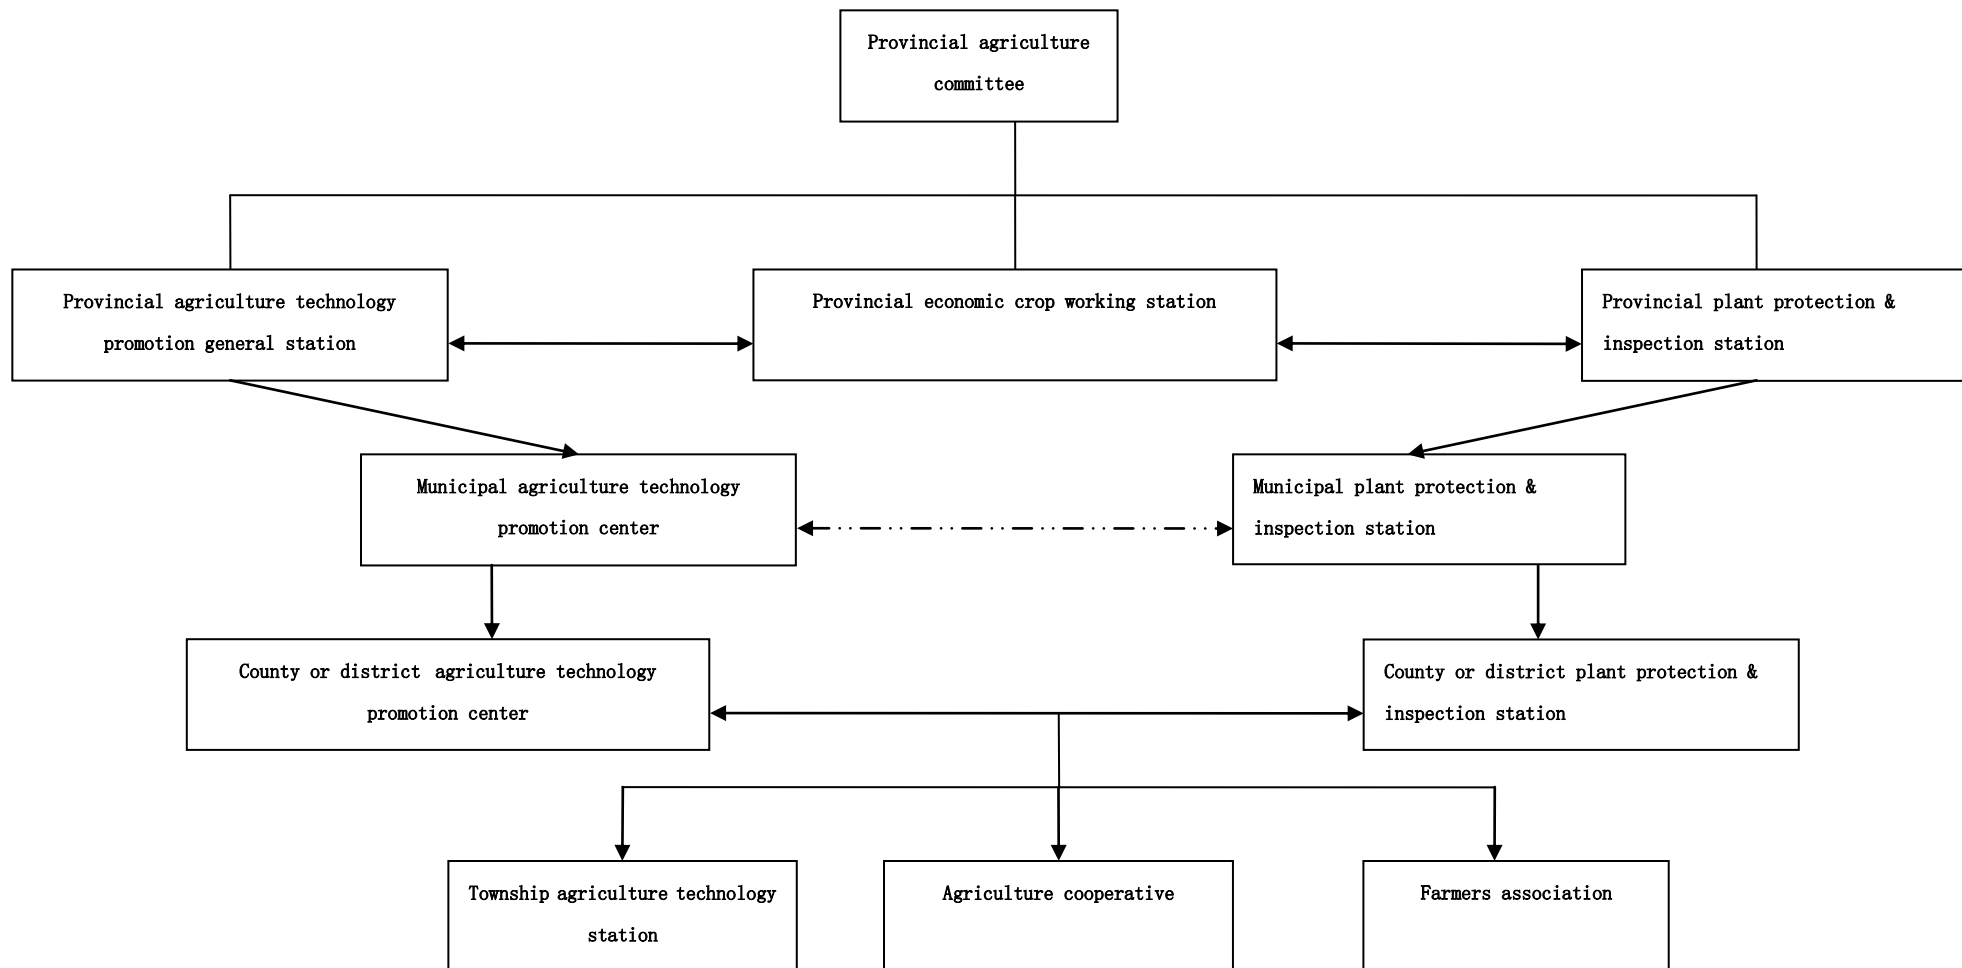 Provincial agriculture
committee
Provincial agriculture technology
promotion general station
Provincial economic crop working station
Provincial plant protection &
inspection station
Municipal agriculture technology
promotion center
Municipal plant protection &
inspection station
County or district agriculture technology
promotion center
County or district plant protection &
inspection station
Township agriculture technology
station
Agriculture cooperative
Farmers association